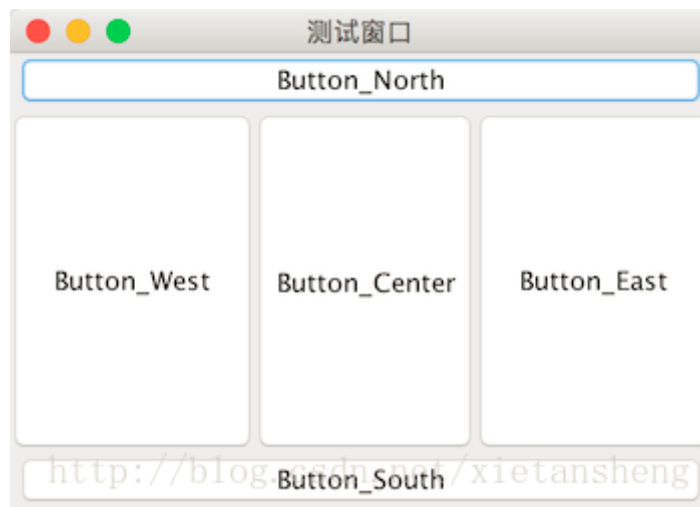 测试窗口
Button_North
Button_West Button_Center Button_East
http://blog.csdn.net/xietansheng
Button_South